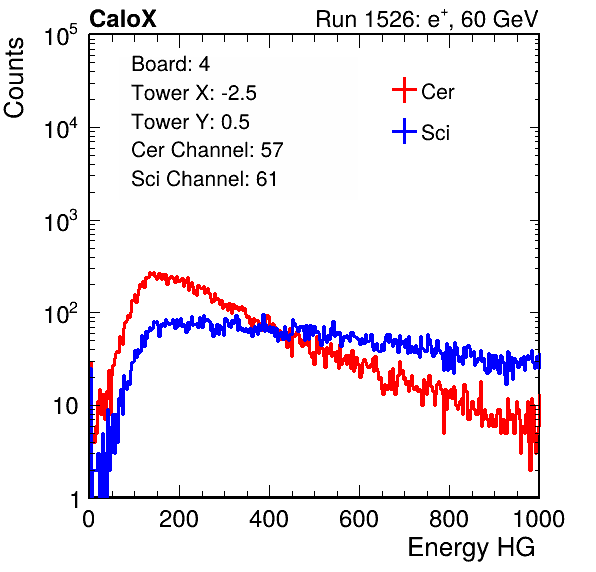 CaloX Run 1526: e⁺, 60 GeV
Counts
10⁵
10⁴
10³
10²
10
1
Board: 4
Tower X: -2.5
Tower Y: 0.5
Cer Channel: 57
Sci Channel: 61
Cer
Sci
0 200 400 600 800 1000
Energy HG